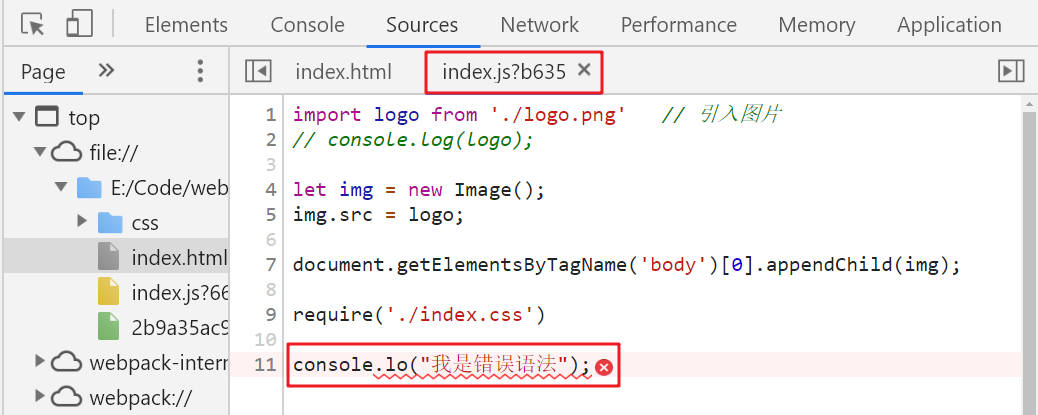 Elements Console Sources Network Performance Memory Application
Page index.html index.js?b635
top
file://
E:/Code/web
css
index.html
index.js?66
2b9a35ac9
webpack-intern
webpack://
1 import logo from './logo.png' // 引入图片
2 // console.log(logo);
3
4 let img = new Image();
5 img.src = logo;
6
7 document.getElementsByTagName('body')[0].appendChild(img);
8
9 require('./index.css')
10
11 console.lo("我是错误语法");